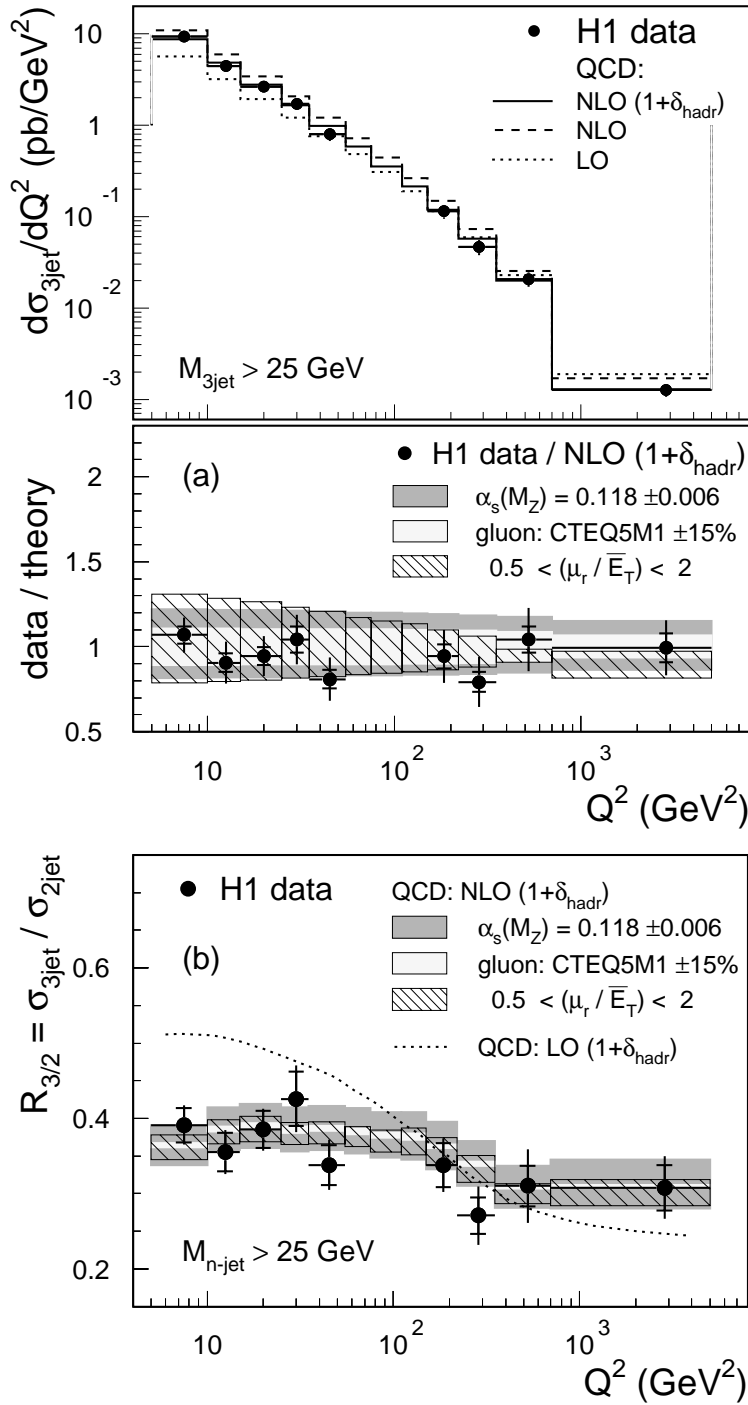 dσ3jet/dQ² (pb/GeV²)
10
1
10⁻¹
10⁻²
10⁻³
H1 data
QCD:
NLO (1+δhadr)
NLO
LO
M3jet > 25 GeV
data / theory
2
1.5
1
0.5
(a)
H1 data / NLO (1+δhadr)
αs(MZ) = 0.118 ±0.006
gluon: CTEQ5M1 ±15%
0.5 < (μr / E̅T) < 2
10
10²
10³
Q² (GeV²)
R3/2 = σ3jet / σ2jet
0.6
0.4
0.2
H1 data
(b)
QCD: NLO (1+δhadr)
αs(MZ) = 0.118 ±0.006
gluon: CTEQ5M1 ±15%
0.5 < (μr / E̅T) < 2
QCD: LO (1+δhadr)
Mn-jet > 25 GeV
10
10²
10³
Q² (GeV²)